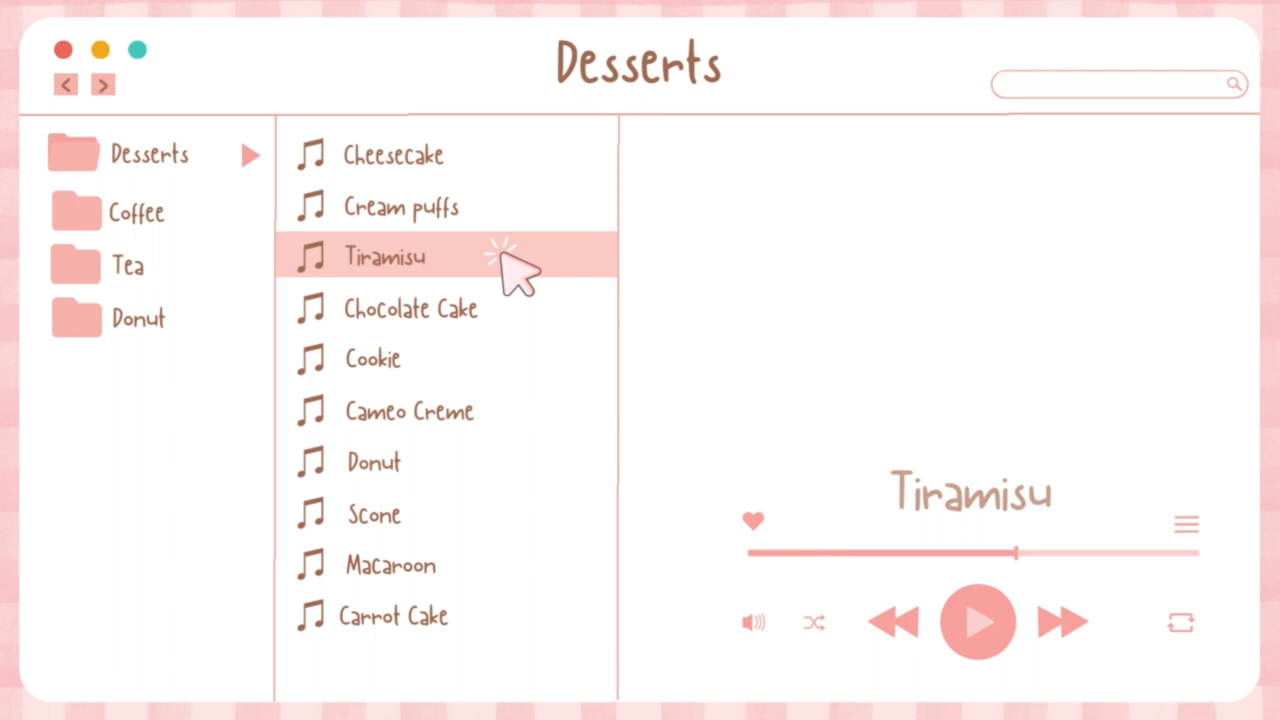 Desserts
Desserts
Coffee
Tea
Donut
Cheesecake
Cream puffs
Tiramisu
Chocolate Cake
Cookie
Cameo Creme
Donut
Scone
Macaroon
Carrot Cake
Tiramisu